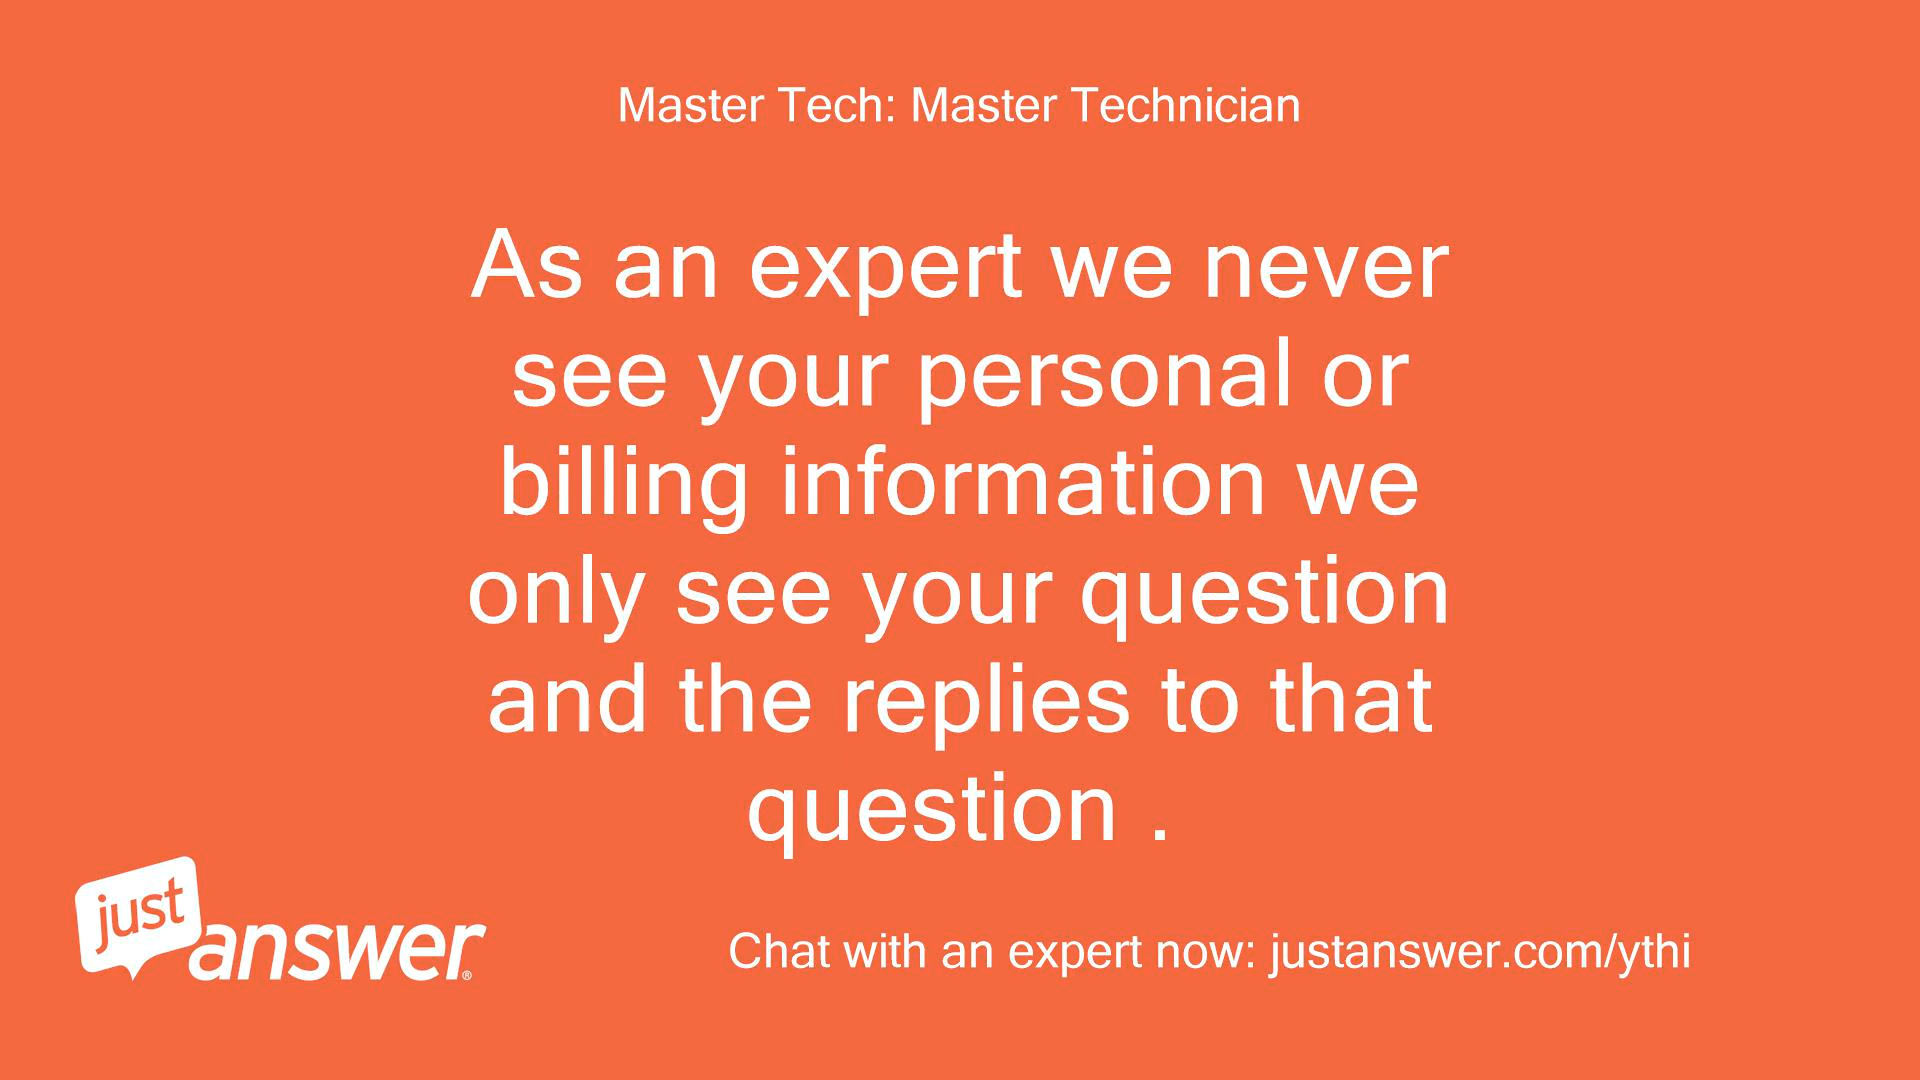 Master Tech: Master Technician
As an expert we never
see your personal or
billing information we
only see your question
and the replies to that
question .
just
answer®
Chat with an expert now: justanswer.com/ythi